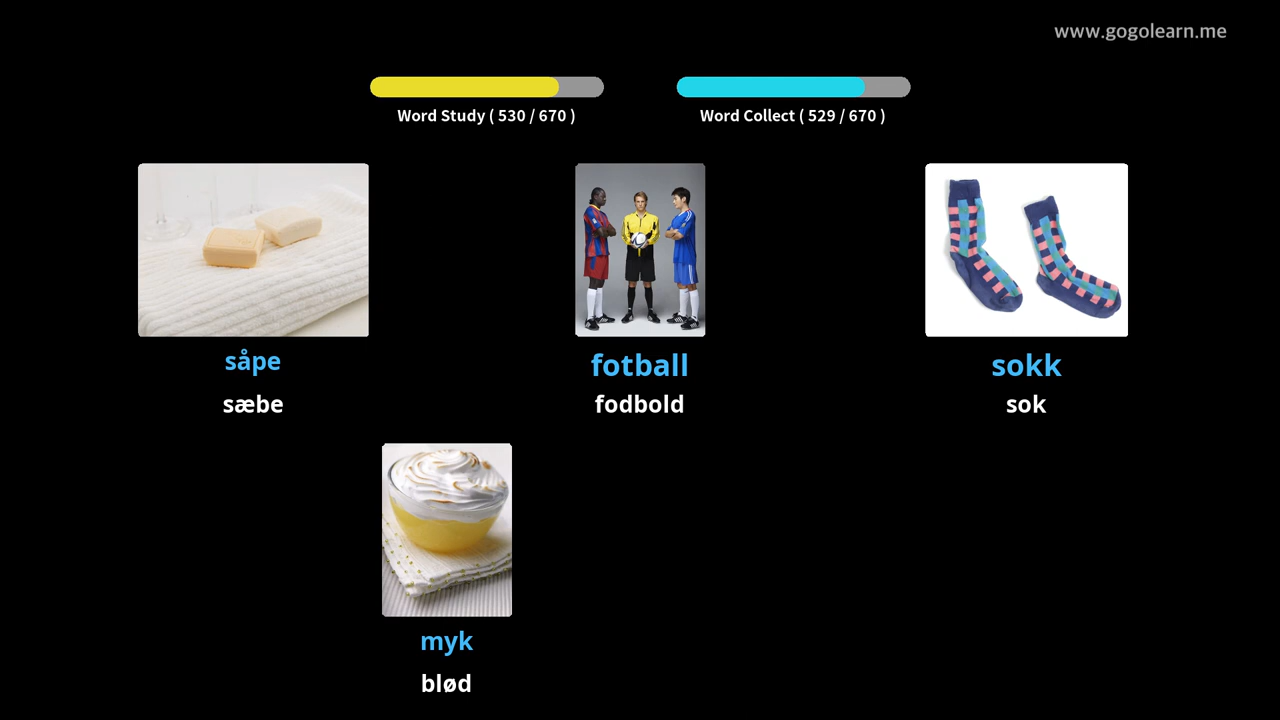 www.gogolearn.me
Word Study ( 530 / 670 )
Word Collect ( 529 / 670 )
såpe
fotball
sokk
sæbe
fodbold
sok
myk
blød